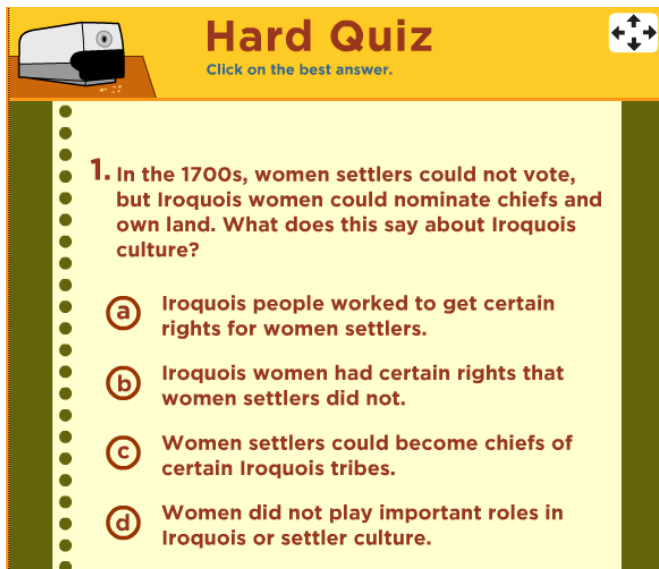 Hard Quiz
Click on the best answer.
1. In the 1700s, women settlers could not vote,
but Iroquois women could nominate chiefs and
own land. What does this say about Iroquois
culture?
a Iroquois people worked to get certain
rights for women settlers.
b Iroquois women had certain rights that
women settlers did not.
c Women settlers could become chiefs of
certain Iroquois tribes.
d Women did not play important roles in
Iroquois or settler culture.